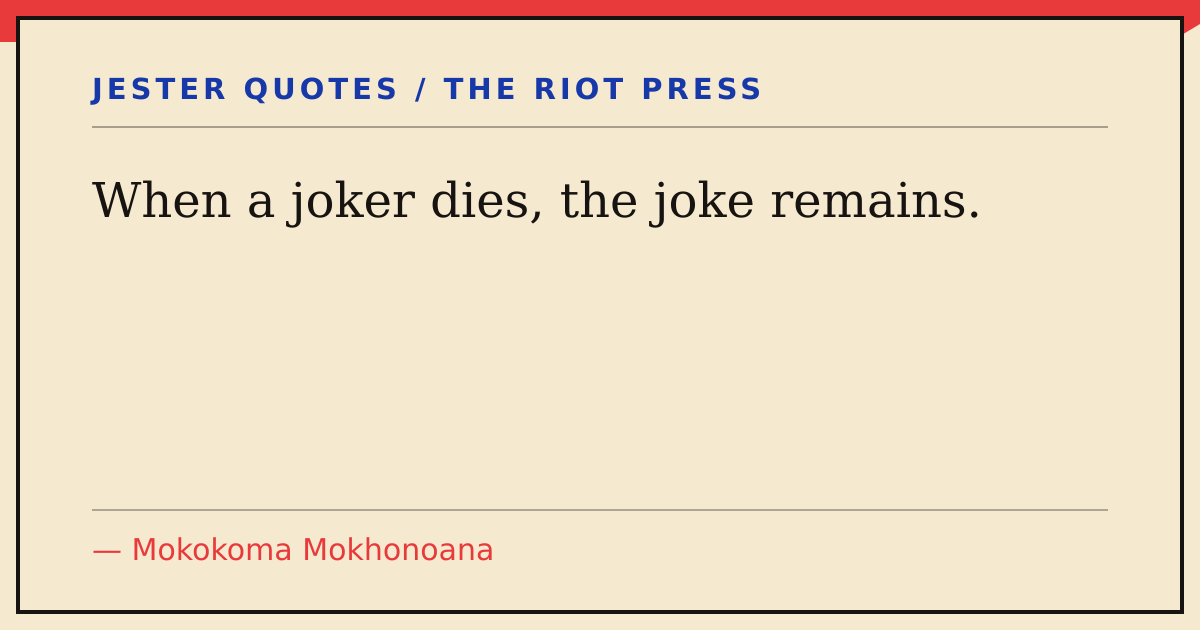 JESTER QUOTES / THE RIOT PRESS
When a joker dies, the joke remains.
— Mokokoma Mokhonoana